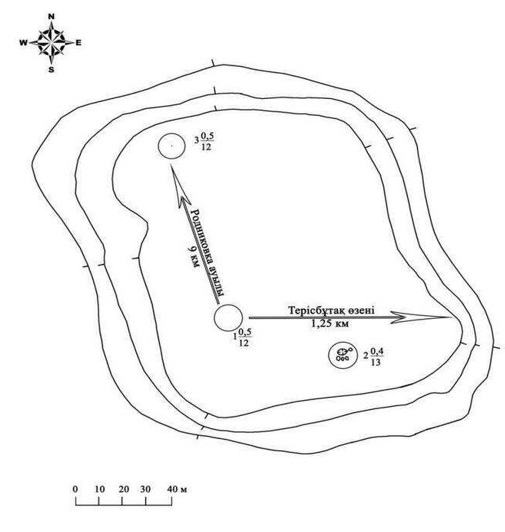 N
W E
S
3 0,5
12
Родниковка ауылы
9 км
Терісбұтақ өзені
1,25 км
1 0,5
12
2 0,4
13
0 10 20 30 40 м